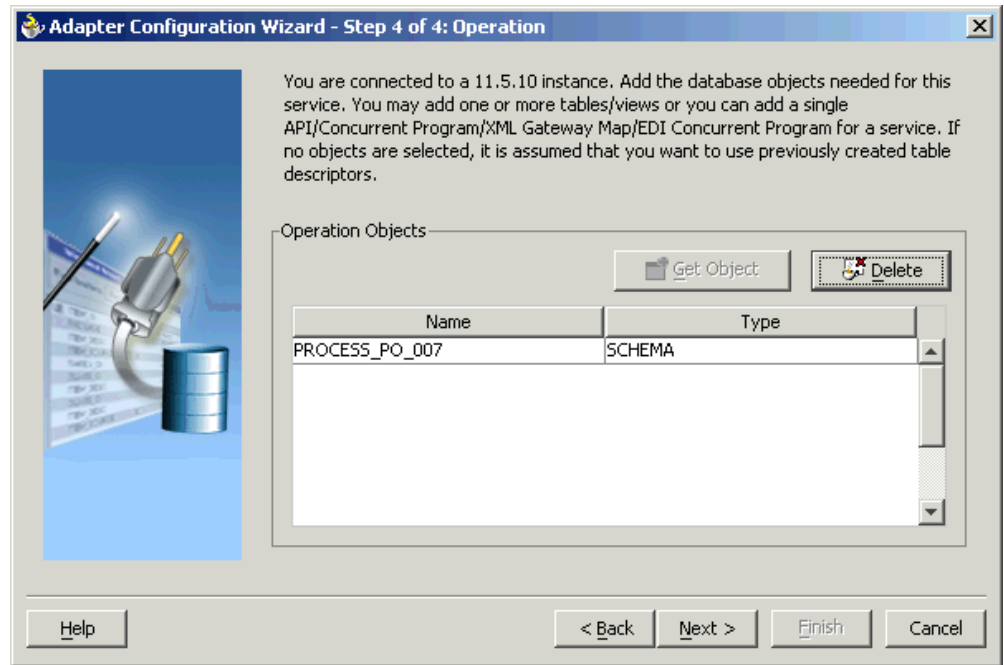 Adapter Configuration Wizard - Step 4 of 4: Operation
You are connected to a 11.5.10 instance. Add the database objects needed for this
service. You may add one or more tables/views or you can add a single
API/Concurrent Program/XML Gateway Map/EDI Concurrent Program for a service. If
no objects are selected, it is assumed that you want to use previously created table
descriptors.
Operation Objects
Get Object
Delete
Name Type
PROCESS_PO_007 SCHEMA
Help
< Back
Next >
Finish
Cancel